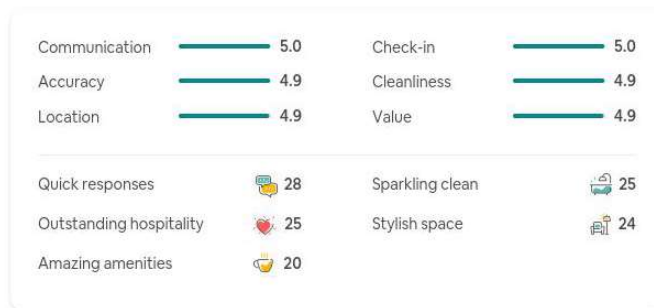 Communication 5.0 Check-in 5.0
Accuracy 4.9 Cleanliness 4.9
Location 4.9 Value 4.9
Quick responses 28 Sparkling clean 25
Outstanding hospitality 25 Stylish space 24
Amazing amenities 20